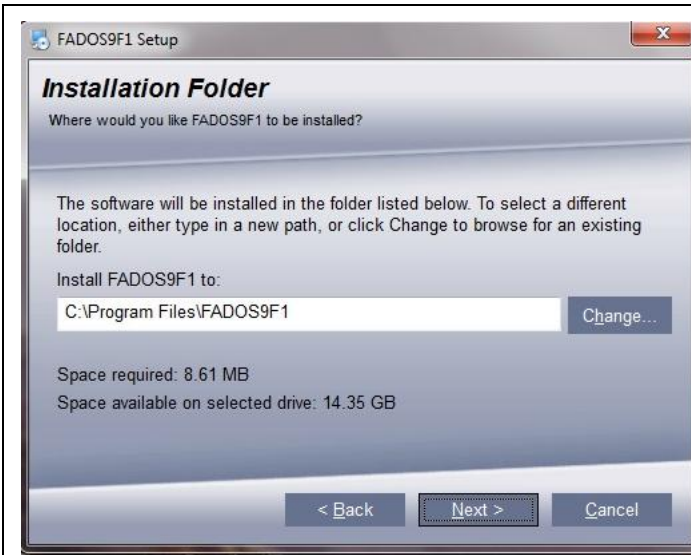 FADOS9F1 Setup
Installation Folder
Where would you like FADOS9F1 to be installed?
The software will be installed in the folder listed below. To select a different
location, either type in a new path, or click Change to browse for an existing
folder.
Install FADOS9F1 to:
C:\Program Files\FADOS9F1
Change...
Space required: 8.61 MB
Space available on selected drive: 14.35 GB
< Back
Next >
Cancel